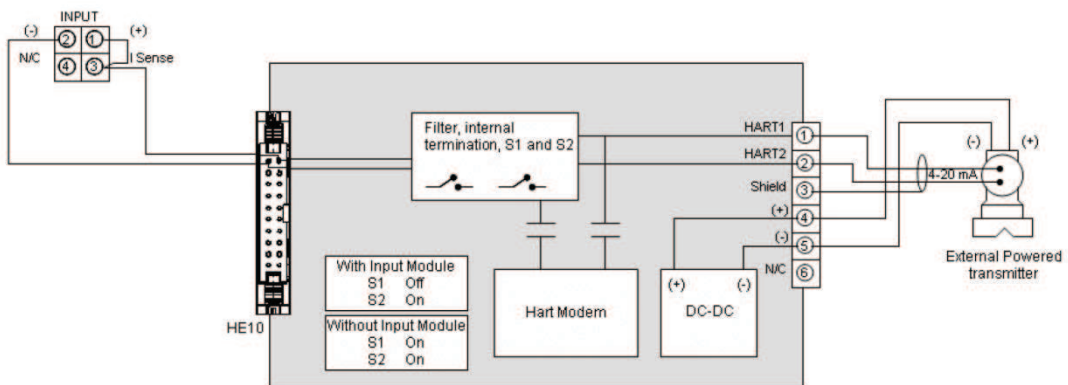 INPUT
(-) 2 1 (+)
N/C 4 3 I Sense
HE10
Filter, internal
termination, S1 and S2
With Input Module
S1 Off
S2 On
Without Input Module
S1 On
S2 On
Hart Modem
(+) (-)
DC-DC
HART1 1
HART2 2
Shield 3
(+) 4
(-) 5
N/C 6
(-) (+)
4-20 mA
External Powered
transmitter